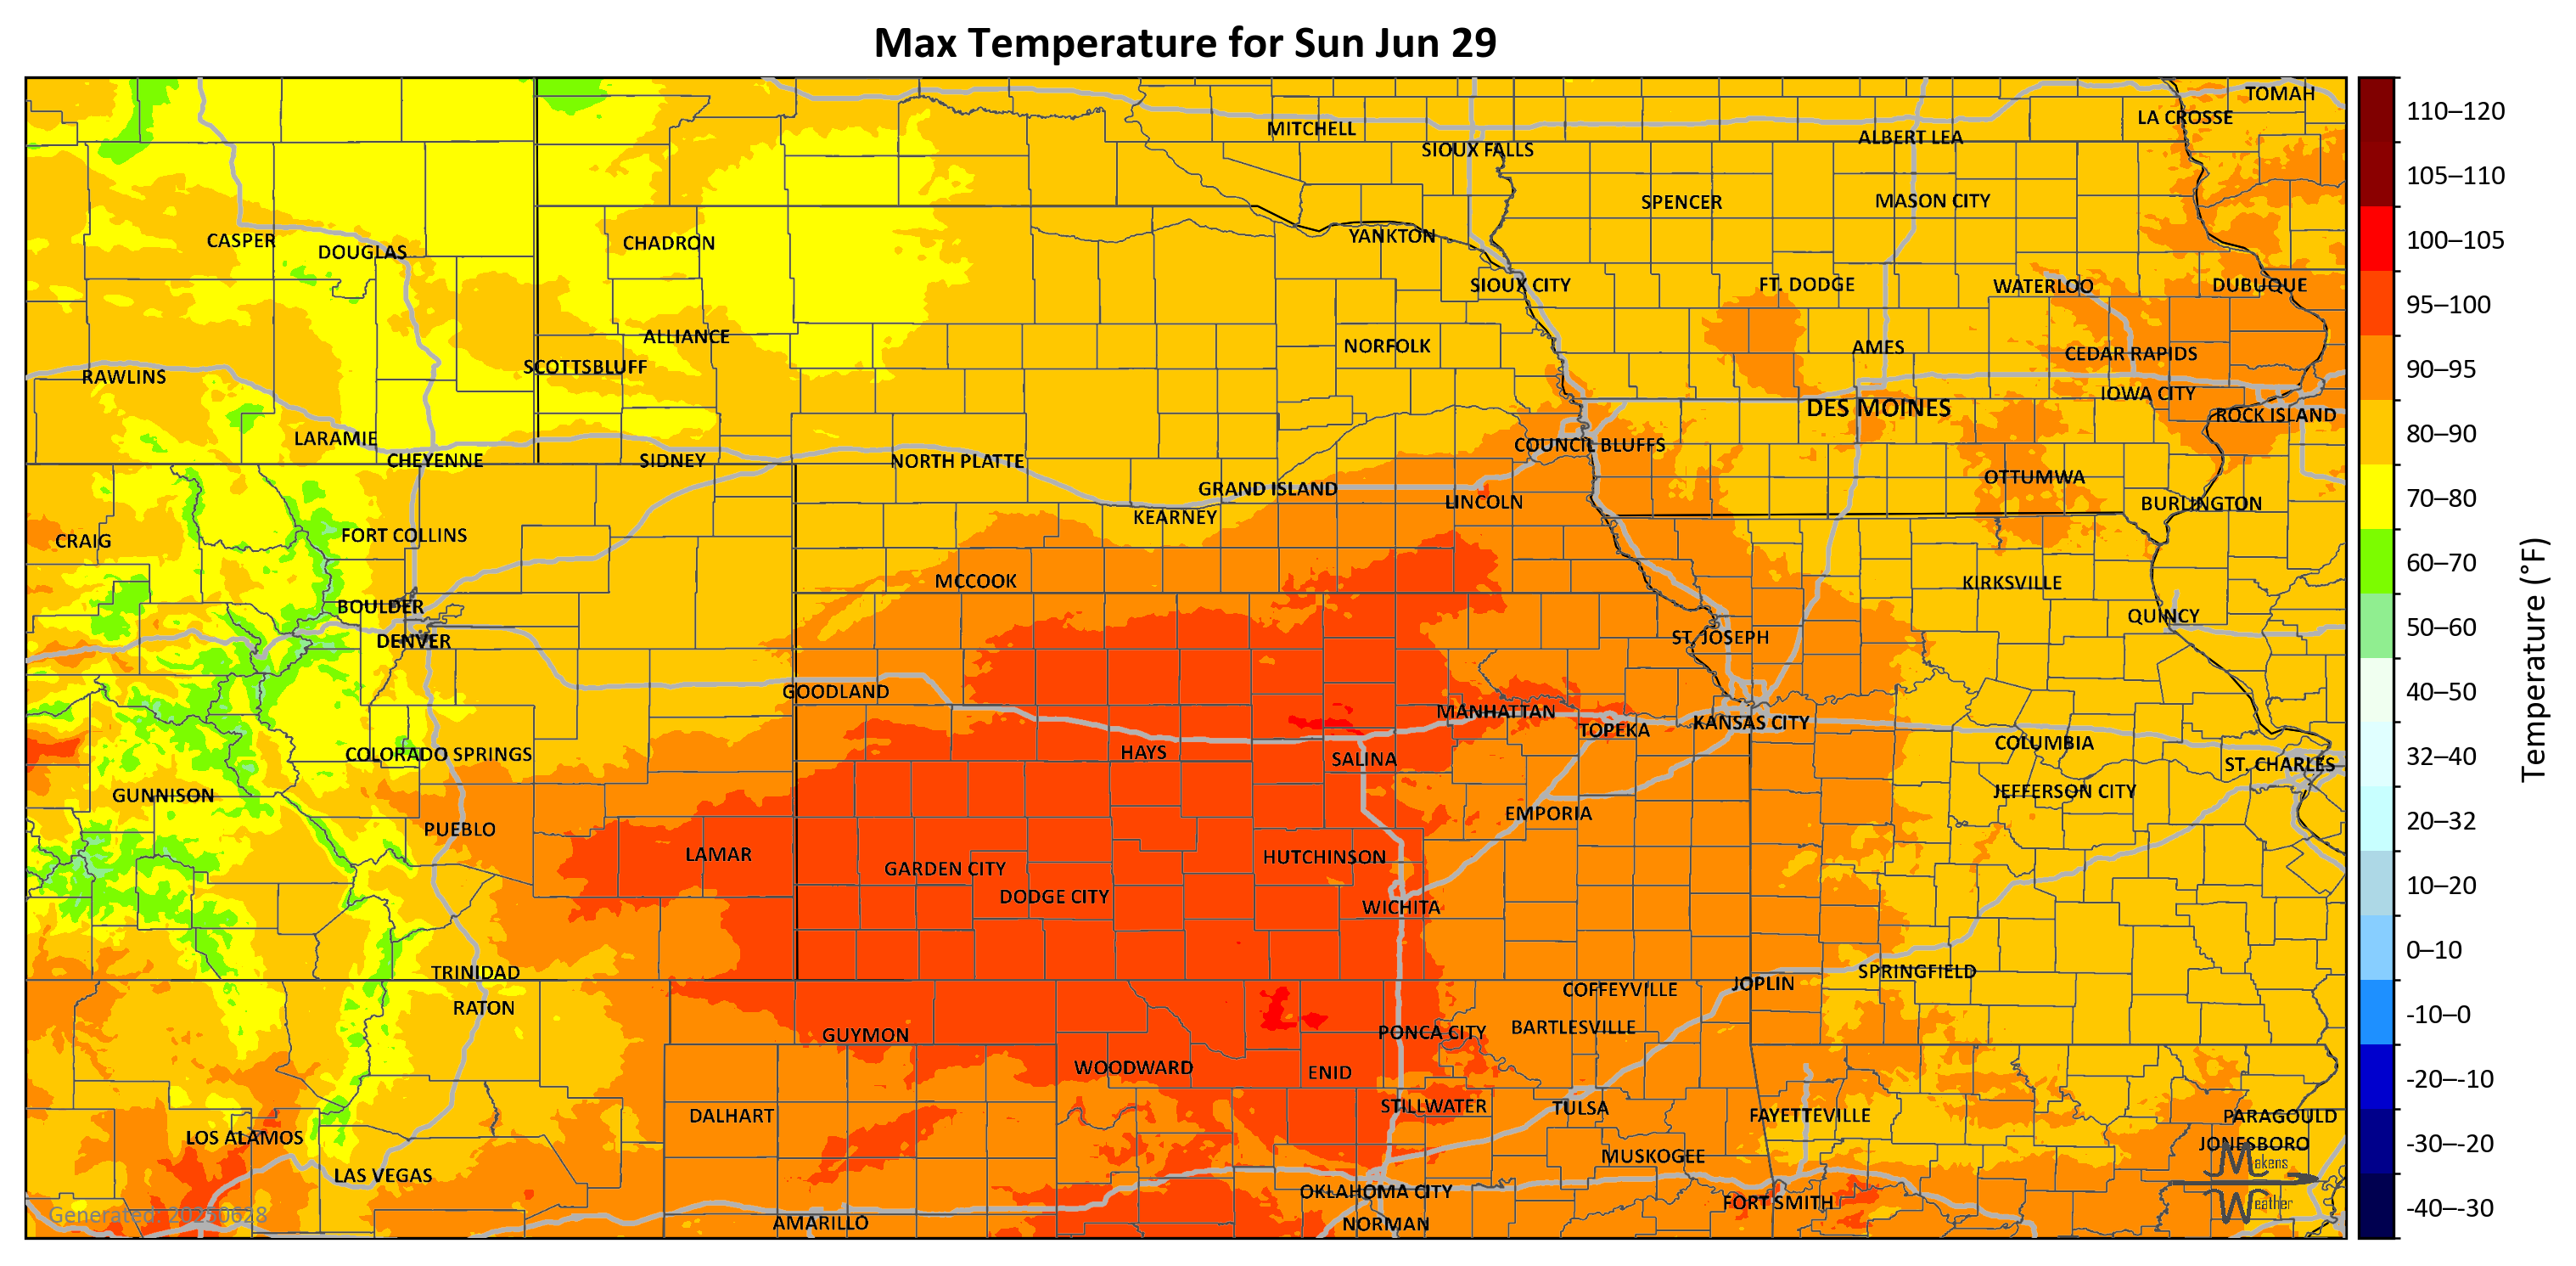 Max Temperature for Sun Jun 29
TOMAH
LA CROSSE
MITCHELL
ALBERT LEA
SIOUX FALLS
SPENCER
MASON CITY
CASPER
DOUGLAS
CHADRON
YANKTON
SIOUX CITY
FT. DODGE
WATERLOO
DUBUQUE
ALLIANCE
NORFOLK
AMES
CEDAR RAPIDS
SCOTTSBLUFF
RAWLINS
IOWA CITY
DES MOINES
ROCK ISLAND
LARAMIE
COUNCIL BLUFFS
CHEYENNE
SIDNEY
NORTH PLATTE
OTTUMWA
GRAND ISLAND
LINCOLN
BURLINGTON
KEARNEY
FORT COLLINS
CRAIG
MCCOOK
KIRKSVILLE
BOULDER
QUINCY
DENVER
ST. JOSEPH
GOODLAND
MANHATTAN
KANSAS CITY
TOPEKA
COLUMBIA
COLORADO SPRINGS
HAYS
SALINA
ST. CHARLES
GUNNISON
JEFFERSON CITY
EMPORIA
PUEBLO
LAMAR
HUTCHINSON
GARDEN CITY
DODGE CITY
WICHITA
TRINIDAD
SPRINGFIELD
JOPLIN
COFFEYVILLE
RATON
GUYMON
PONCA CITY
BARTLESVILLE
WOODWARD
ENID
STILLWATER
TULSA
DALHART
FAYETTEVILLE
PARAGOULD
LOS ALAMOS
JONESBORO
MUSKOGEE
LAS VEGAS
OKLAHOMA CITY
FORT SMITH
AMARILLO
NORMAN
Generated: 20250628
Makens
Weather
110–120
105–110
100–105
95–100
90–95
80–90
70–80
60–70
50–60
40–50
32–40
20–32
10–20
0–10
-10–0
-20–-10
-30–-20
-40–-30
Temperature (°F)